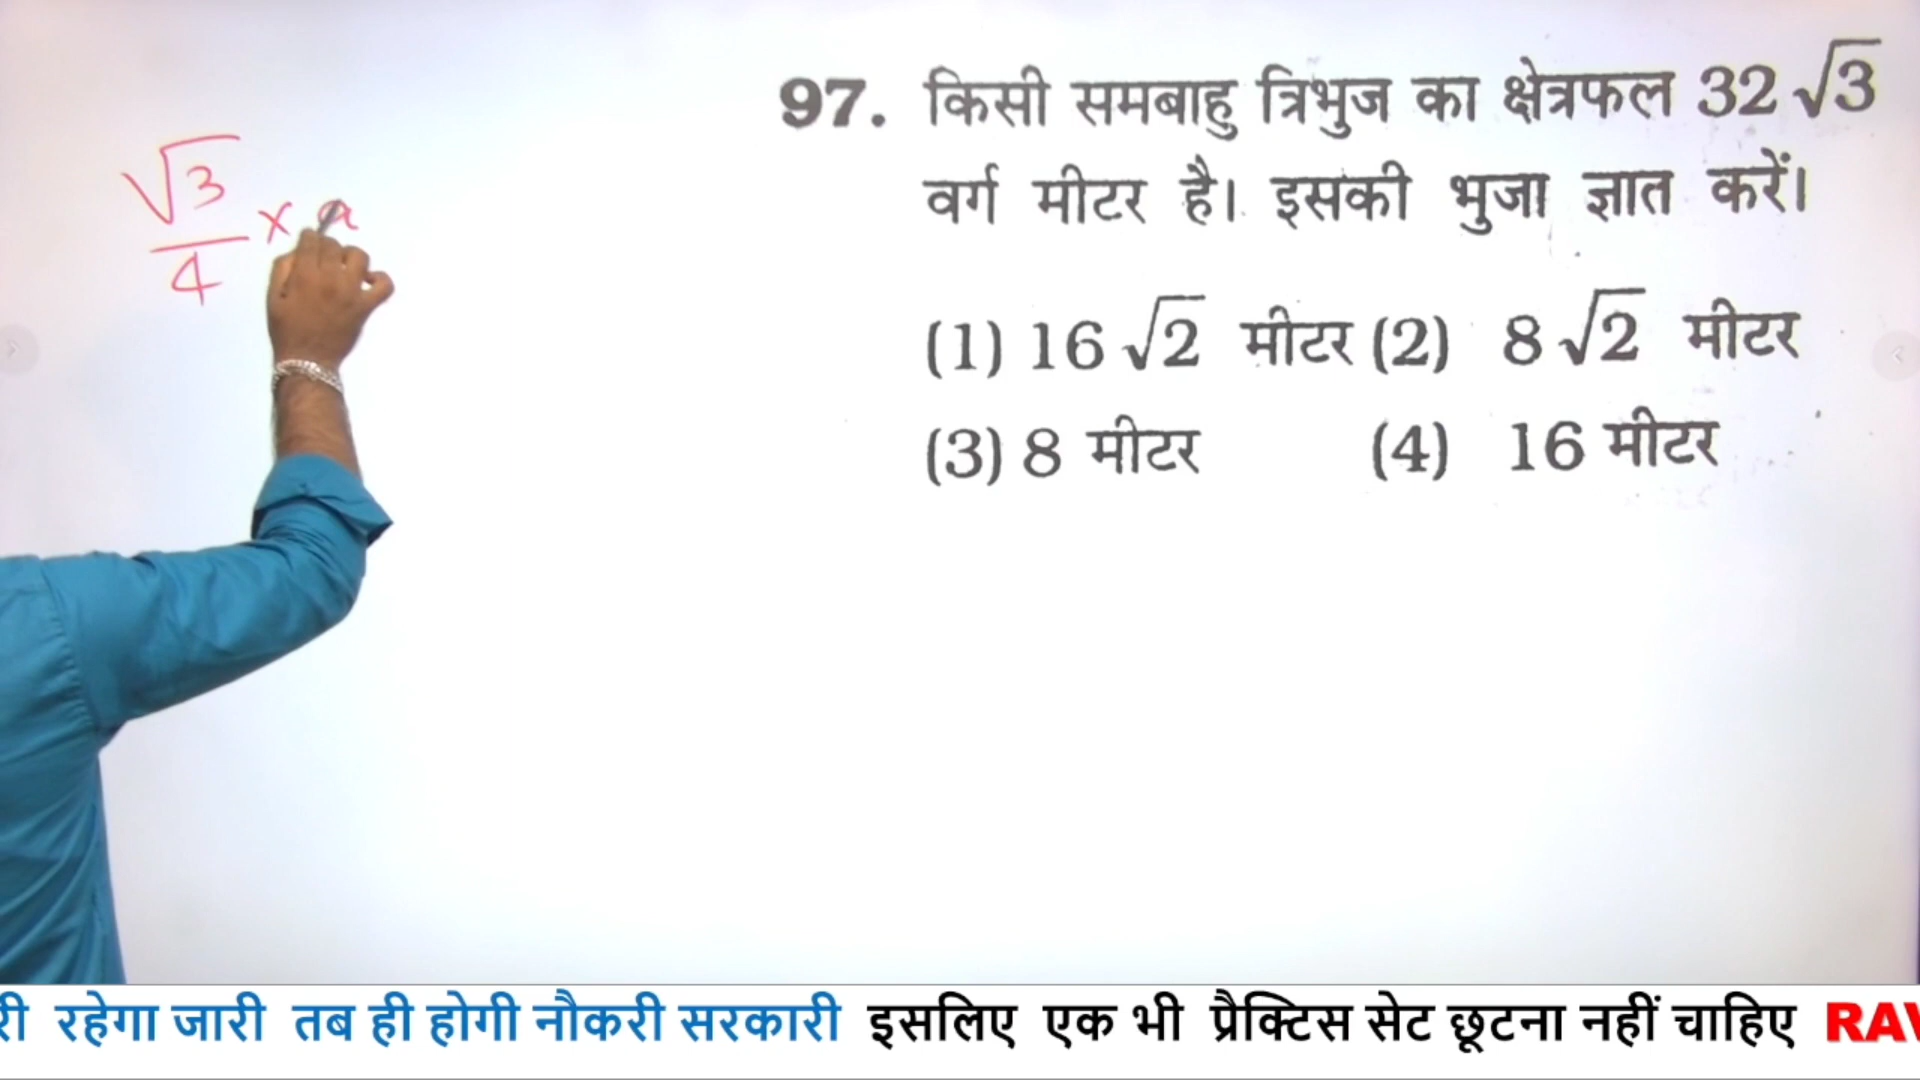 97. किसी समबाहु त्रिभुज का क्षेत्रफल 32√3
वर्ग मीटर है। इसकी भुजा ज्ञात करें।
(1) 16√2 मीटर (2) 8√2 मीटर
(3) 8 मीटर (4) 16 मीटर
√3/4 × a
री रहेगा जारी तब ही होगी नौकरी सरकारी इसलिए एक भी प्रैक्टिस सेट छूटना नहीं चाहिए RAV